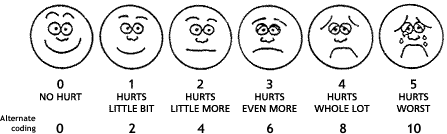 0 1 2 3 4 5
NO HURT HURTS HURTS HURTS HURTS HURTS
LITTLE BIT LITTLE MORE EVEN MORE WHOLE LOT WORST
Alternate
coding 0 2 4 6 8 10